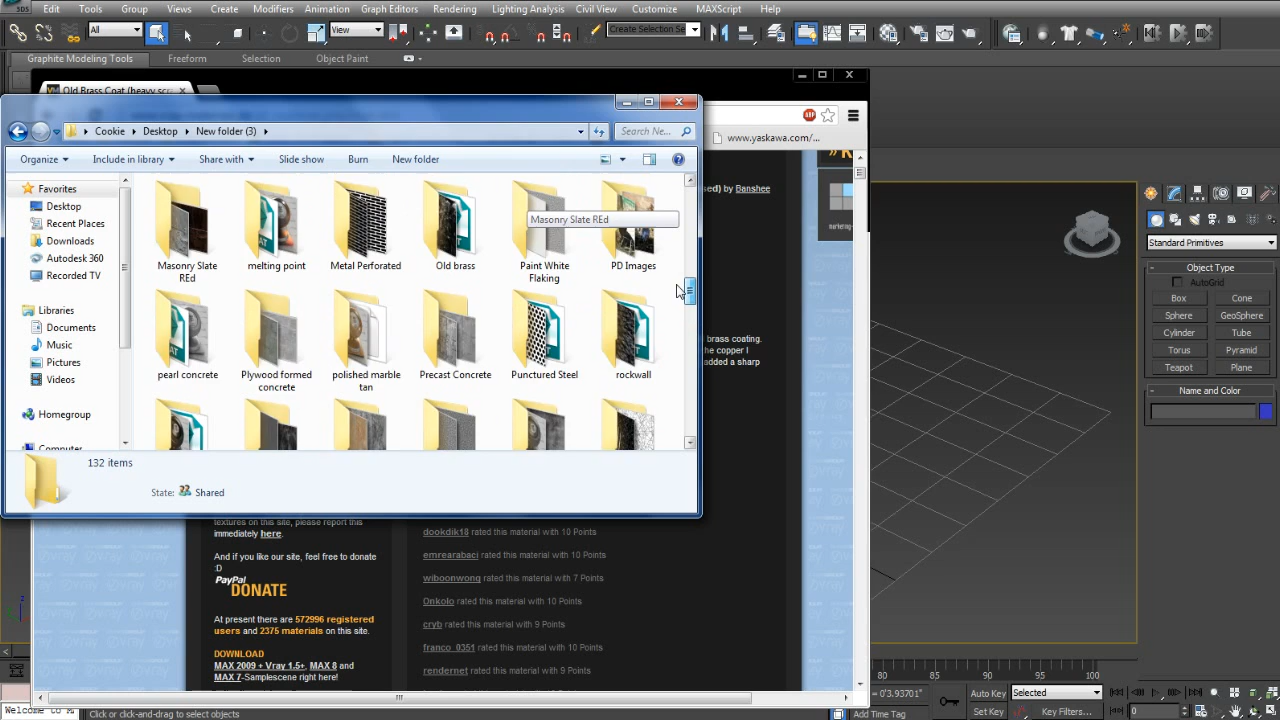 Edit Tools Group Views Create Modifiers Animation Graph Editors Rendering Lighting Analysis Civil View Customize MAXScript Help
All View Create Selection Se
Graphite Modeling Tools Freeform Selection Object Paint
Old Brass Coat (heavy scr
Cookie Desktop New folder (3) Search Ne...
www.yaskawa.com/...
Organize Include in library Share with Slide show Burn New folder
Favorites
Desktop
Recent Places
Downloads
Autodesk 360
Recorded TV
Libraries
Documents
Music
Pictures
Videos
Homegroup
Computer
Masonry Slate REd
Masonry Slate REd
melting point
Metal Perforated
Old brass
Paint White Flaking
PD Images
pearl concrete
Plywood formed concrete
polished marble tan
Precast Concrete
Punctured Steel
rockwall
132 items
State: Shared
sed) by Banshee
brass coating.
he copper I
added a sharp
Standard Primitives
Object Type
AutoGrid
Box Cone
Sphere GeoSphere
Cylinder Tube
Torus Pyramid
Teapot Plane
Name and Color
textures on this site, please report this
immediately here.
And if you like our site, feel free to donate
:D
PayPal
DONATE
At present there are 572996 registered
users and 2375 materials on this site.
DOWNLOAD
MAX 2009 + Vray 1.5+, MAX 8 and
MAX 7-Samplescene right here!
dookdik18 rated this material with 10 Points
emrearabaci rated this material with 10 Points
wiboonwong rated this material with 7 Points
Onkolo rated this material with 10 Points
cryb rated this material with 9 Points
franco_0351 rated this material with 10 Points
rendernet rated this material with 9 Points
80 85 90 95 100
= 0'3.93701" Auto Key Selected
Set Key Key Filters... 0
Welcome to M Click or click-and-drag to select objects Add Time Tag